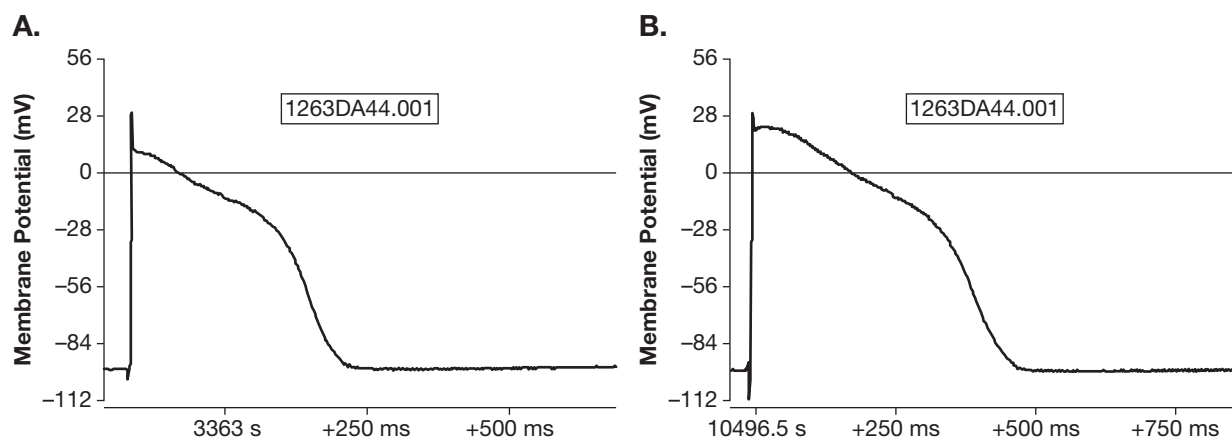 A.
Membrane Potential (mV)
56
28
0
–28
–56
–84
–112
1263DA44.001
3363 s
+250 ms
+500 ms
B.
Membrane Potential (mV)
56
28
0
–28
–56
–84
–112
1263DA44.001
10496.5 s
+250 ms
+500 ms
+750 ms